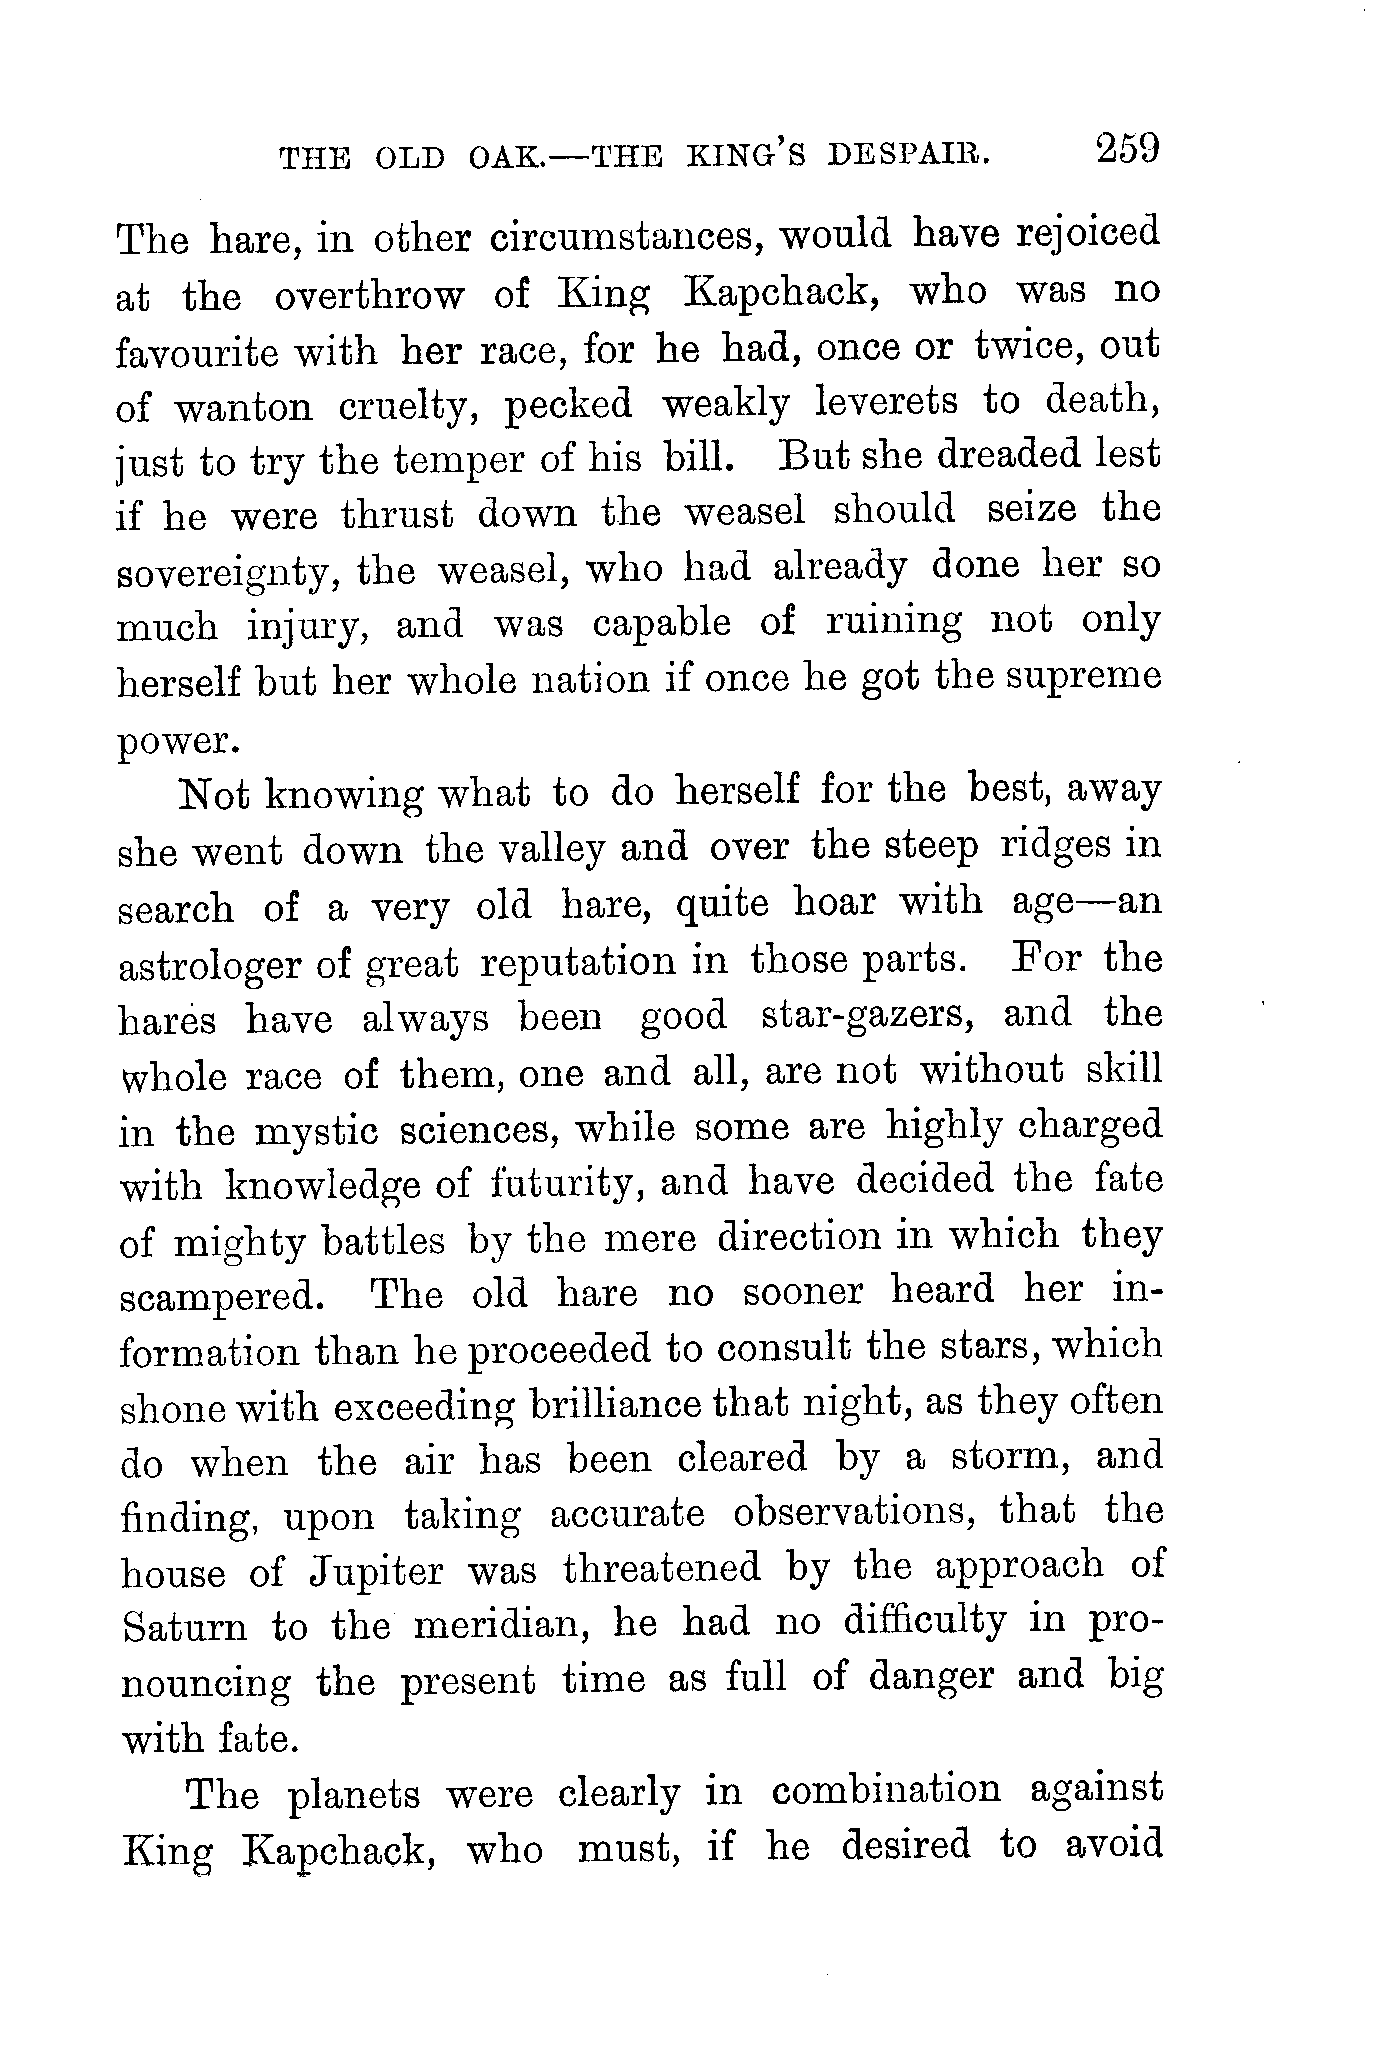 THE OLD OAK.—THE KING'S DESPAIR. 259
The hare, in other circumstances, would have rejoiced
at the overthrow of King Kapchack, who was no
favourite with her race, for he had, once or twice, out
of wanton cruelty, pecked weakly leverets to death,
just to try the temper of his bill. But she dreaded lest
if he were thrust down the weasel should seize the
sovereignty, the weasel, who had already done her so
much injury, and was capable of ruining not only
herself but her whole nation if once he got the supreme
power.
Not knowing what to do herself for the best, away
she went down the valley and over the steep ridges in
search of a very old hare, quite hoar with age—an
astrologer of great reputation in those parts. For the
hares have always been good star-gazers, and the
whole race of them, one and all, are not without skill
in the mystic sciences, while some are highly charged
with knowledge of futurity, and have decided the fate
of mighty battles by the mere direction in which they
scampered. The old hare no sooner heard her in-
formation than he proceeded to consult the stars, which
shone with exceeding brilliance that night, as they often
do when the air has been cleared by a storm, and
finding, upon taking accurate observations, that the
house of Jupiter was threatened by the approach of
Saturn to the meridian, he had no difficulty in pro-
nouncing the present time as full of danger and big
with fate.
The planets were clearly in combination against
King Kapchack, who must, if he desired to avoid